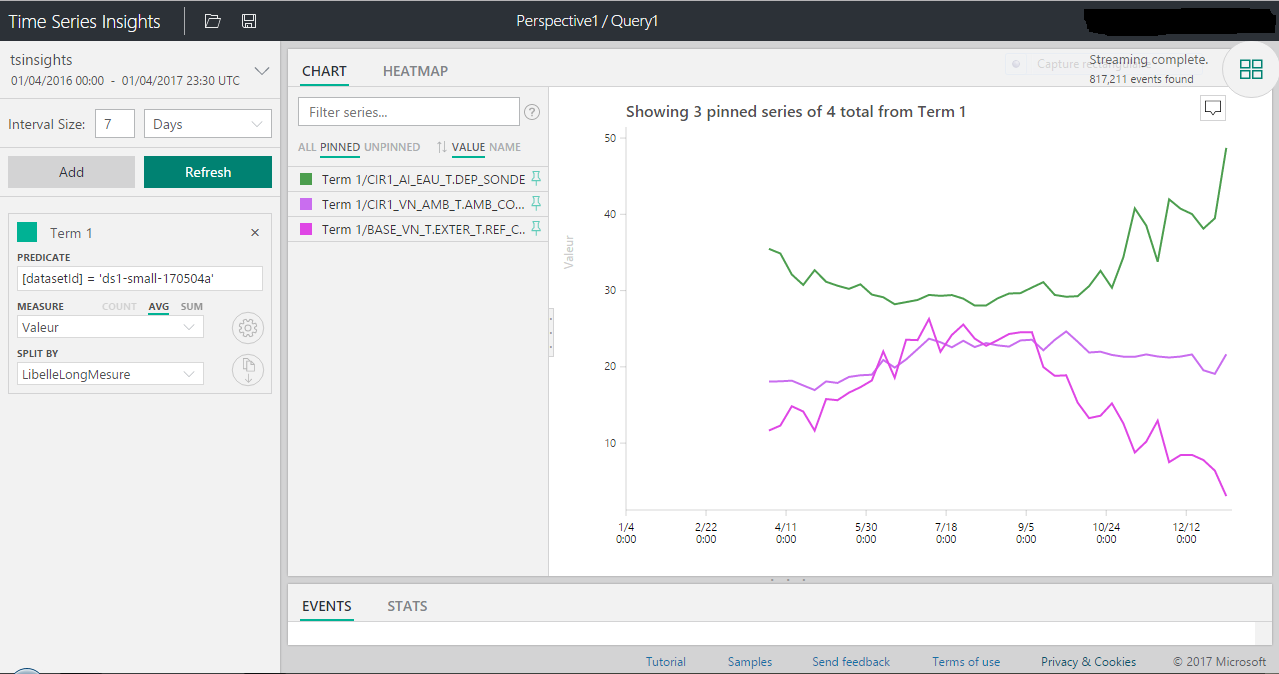 Time Series Insights
Perspective1 / Query1
tsinsights
01/04/2016 00:00 - 01/04/2017 23:30 UTC
Interval Size: 7 Days
Add Refresh
Term 1 ×
PREDICATE
[datasetId] = 'ds1-small-170504a'
MEASURE COUNT AVG SUM
Valeur
SPLIT BY
LibelleLongMesure
CHART HEATMAP
Capture rectangulaire
Streaming complete.
817,211 events found
Filter series... ?
ALL PINNED UNPINNED VALUE NAME
Term 1/CIR1_AI_EAU_T.DEP_SONDE
Term 1/CIR1_VN_AMB_T.AMB_CO...
Term 1/BASE_VN_T.EXTER_T.REF_C...
Showing 3 pinned series of 4 total from Term 1
Valeur
50
40
30
20
10
1/4 2/22 4/11 5/30 7/18 9/5 10/24 12/12
0:00 0:00 0:00 0:00 0:00 0:00 0:00 0:00
EVENTS STATS
Tutorial Samples Send feedback Terms of use Privacy & Cookies © 2017 Microsoft